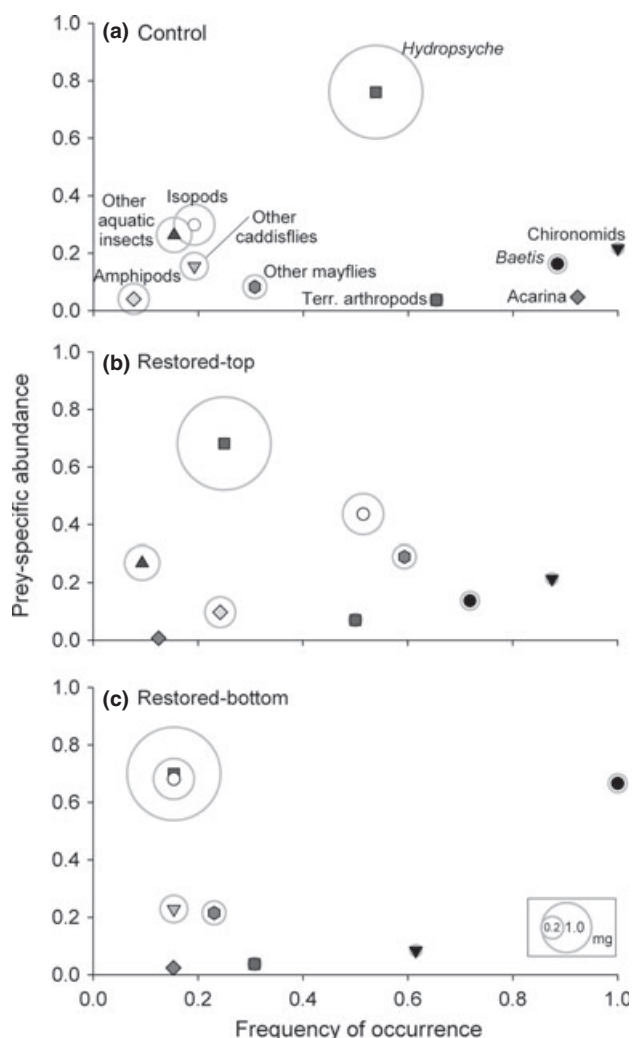 (a) Control
Hydropsyche
Isopods
Other aquatic insects
Other caddisflies
Amphipods
Other mayflies
Terr. arthropods
Chironomids
Baetis
Acarina
1.0
0.8
0.6
0.4
0.2
0.0
(b) Restored-top
1.0
0.8
0.6
0.4
0.2
0.0
Prey-specific abundance
(c) Restored-bottom
1.0
0.8
0.6
0.4
0.2
0.0
0.2 1.0 mg
0.0 0.2 0.4 0.6 0.8 1.0
Frequency of occurrence